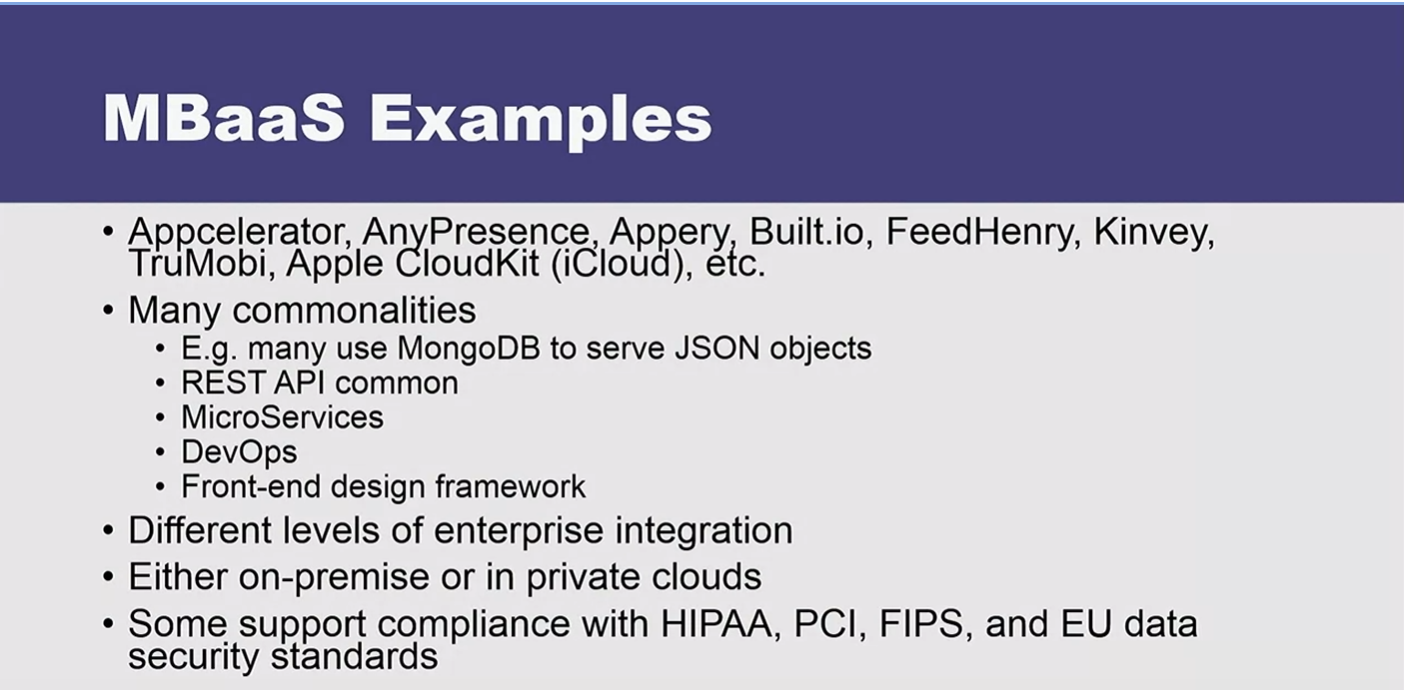 MBaaS Examples
• Appcelerator, AnyPresence, Appery, Built.io, FeedHenry, Kinvey,
TruMobi, Apple CloudKit (iCloud), etc.
• Many commonalities
• E.g. many use MongoDB to serve JSON objects
• REST API common
• MicroServices
• DevOps
• Front-end design framework
• Different levels of enterprise integration
• Either on-premise or in private clouds
• Some support compliance with HIPAA, PCI, FIPS, and EU data
security standards